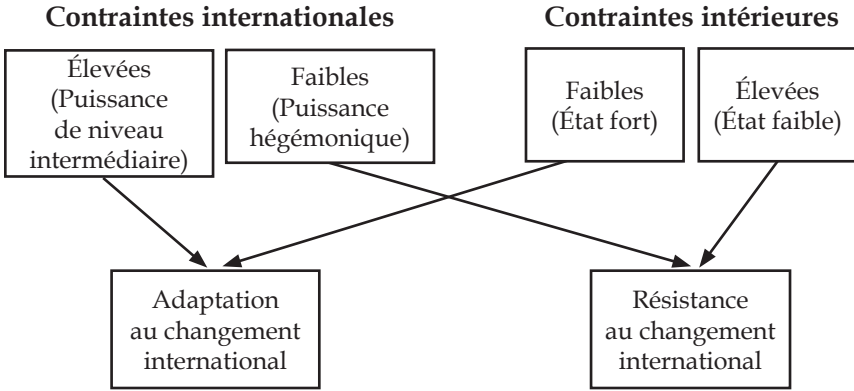 Contraintes internationales
Contraintes intérieures
Élevées
(Puissance
de niveau
intermédiaire)
Faibles
(Puissance
hégémonique)
Faibles
(État fort)
Élevées
(État faible)
Adaptation
au changement
international
Résistance
au changement
international